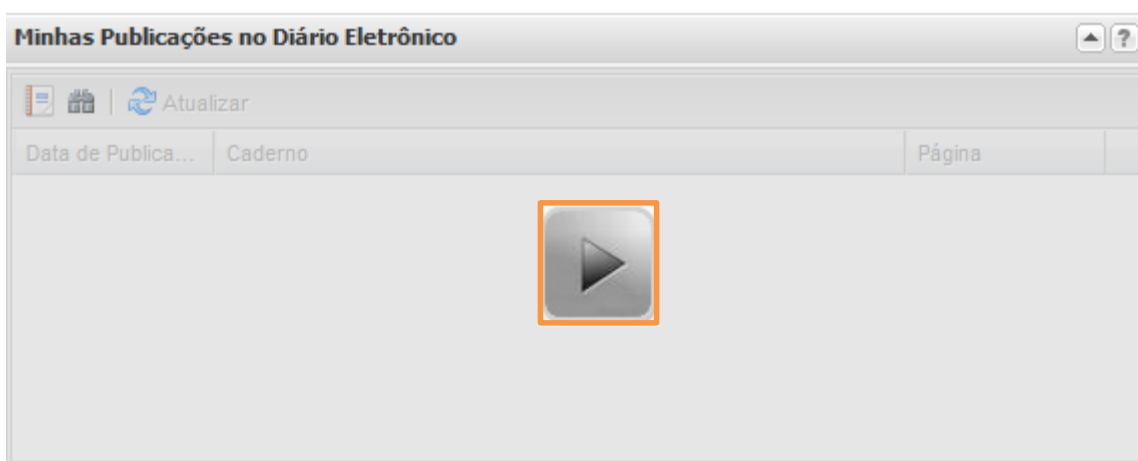 Minhas Publicações no Diário Eletrônico
?
Atualizar
Data de Publica... Caderno Página